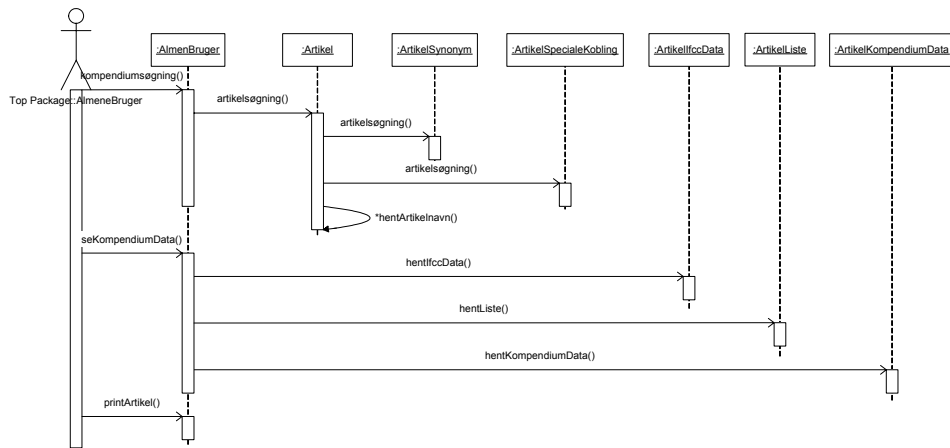 :AlmenBruger
:Artikel
:ArtikelSynonym
:ArtikelSpecialeKobling
:ArtikelIfccData
:ArtikelListe
:ArtikelKompendiumData
kompendiumsøgning()
Top Package::AlmeneBruger
artikelsøgning()
artikelsøgning()
artikelsøgning()
*hentArtikelnavn()
seKompendiumData()
hentIfccData()
hentListe()
hentKompendiumData()
printArtikel()